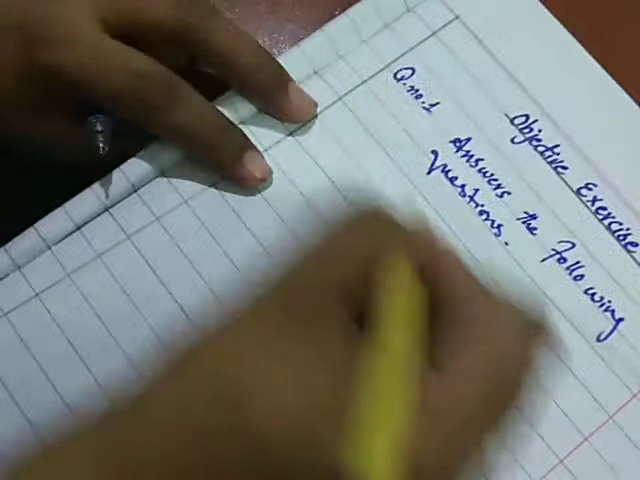 Objective Exercise
Q.no.1 Answers the Following
Questions.